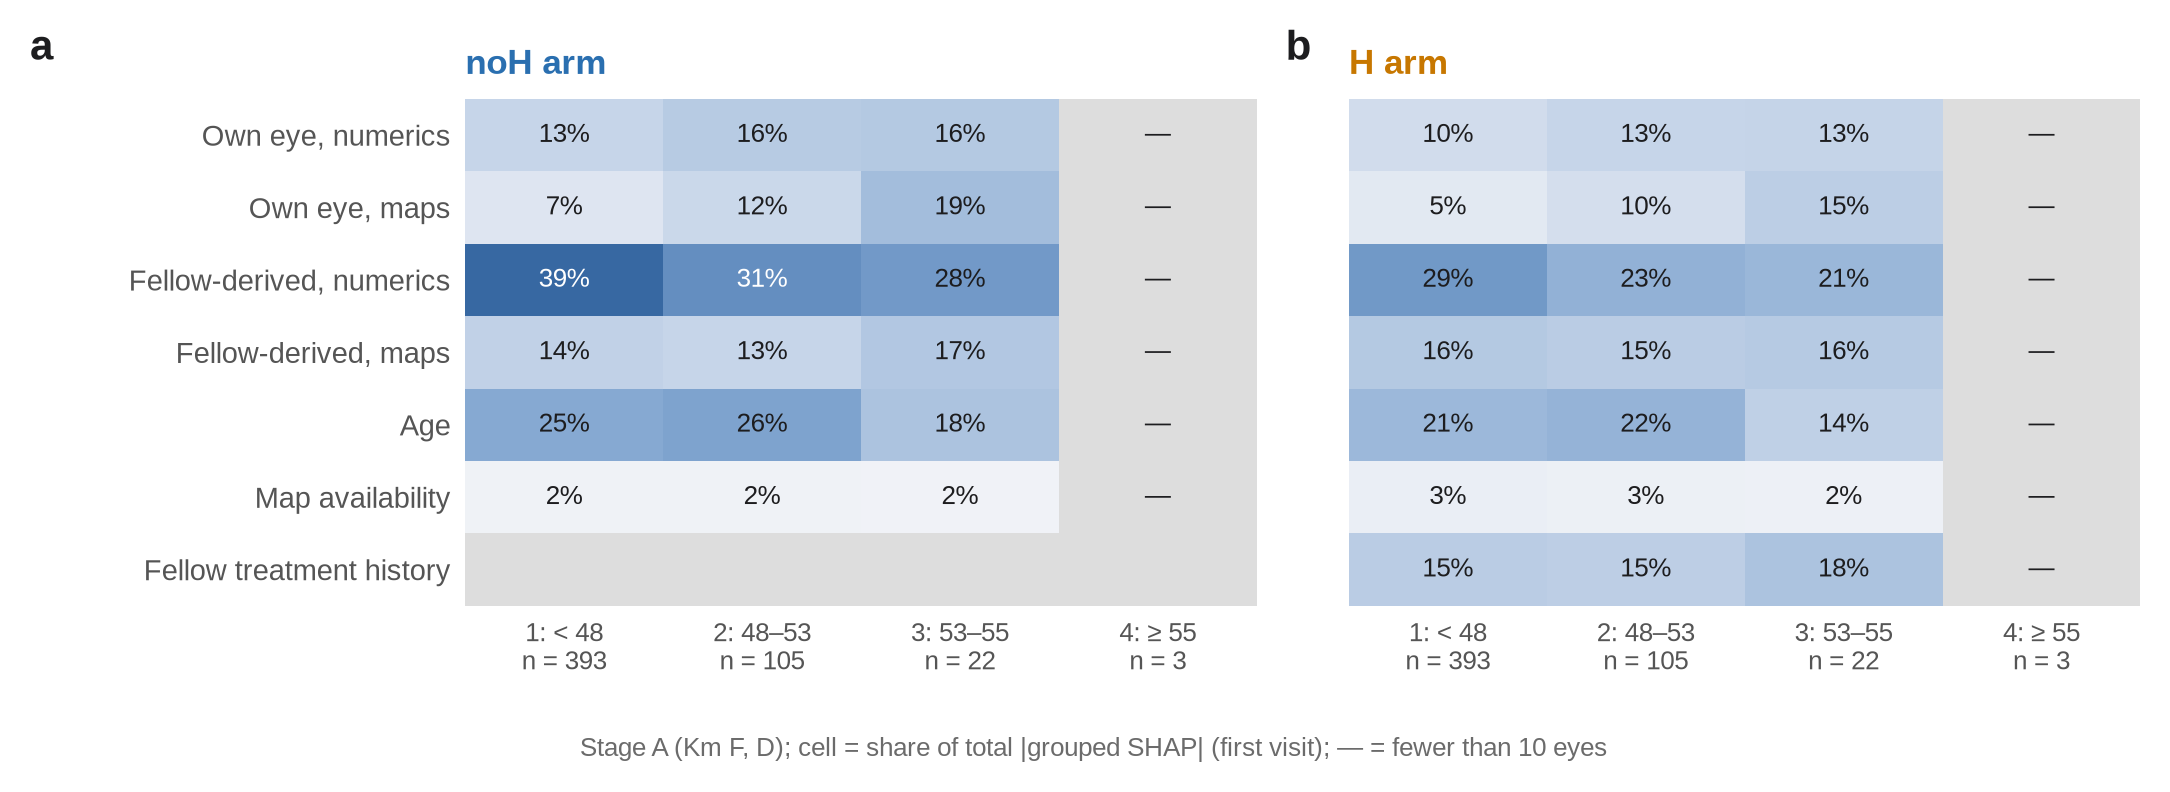 a
noH arm
b
H arm
Own eye, numerics 13% 16% 16% — 10% 13% 13% —
Own eye, maps 7% 12% 19% — 5% 10% 15% —
Fellow-derived, numerics 39% 31% 28% — 29% 23% 21% —
Fellow-derived, maps 14% 13% 17% — 16% 15% 16% —
Age 25% 26% 18% — 21% 22% 14% —
Map availability 2% 2% 2% — 3% 3% 2% —
Fellow treatment history 15% 15% 18% —
1: < 48 2: 48–53 3: 53–55 4: ≥ 55 1: < 48 2: 48–53 3: 53–55 4: ≥ 55
n = 393 n = 105 n = 22 n = 3 n = 393 n = 105 n = 22 n = 3
Stage A (Km F, D); cell = share of total |grouped SHAP| (first visit); — = fewer than 10 eyes